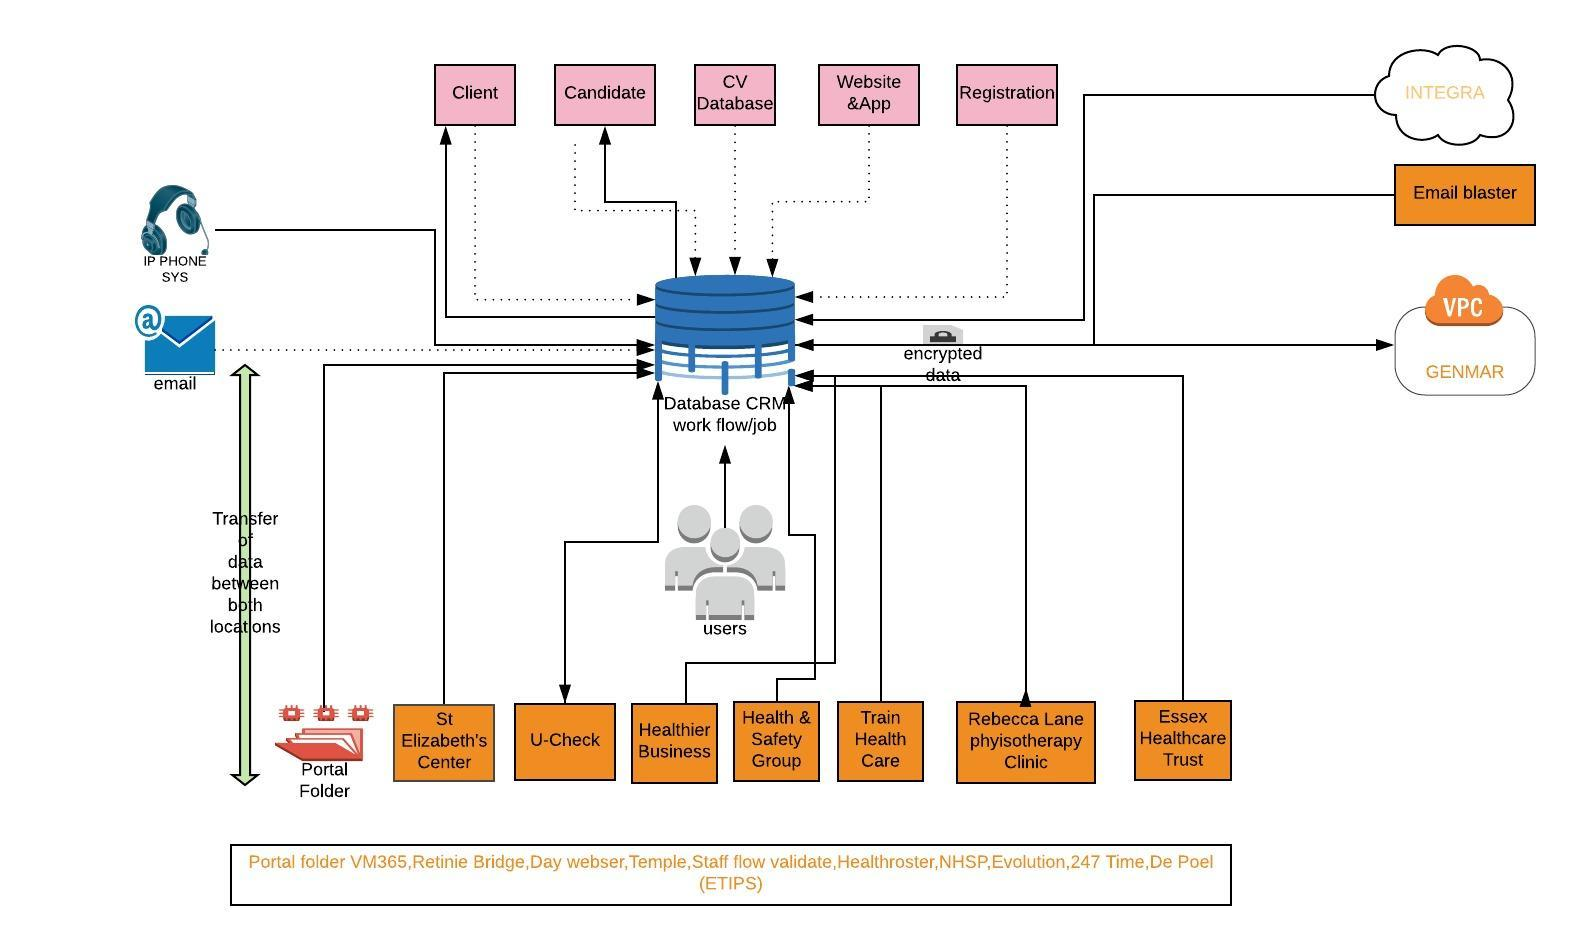 Client
Candidate
CV
Database
Website
&App
Registration
INTEGRA
Email blaster
IP PHONE
SYS
@
email
VPC
GENMAR
encrypted
data
Database CRM
work flow/job
Transfer
of
data
between
both
locations
users
Portal
Folder
St
Elizabeth's
Center
U-Check
Healthier
Business
Health &
Safety
Group
Train
Health
Care
Rebecca Lane
phyisotherapy
Clinic
Essex
Healthcare
Trust
Portal folder VM365,Retinie Bridge,Day webser,Temple,Staff flow validate,Healthroster,NHSP,Evolution,247 Time,De Poel
(ETIPS)